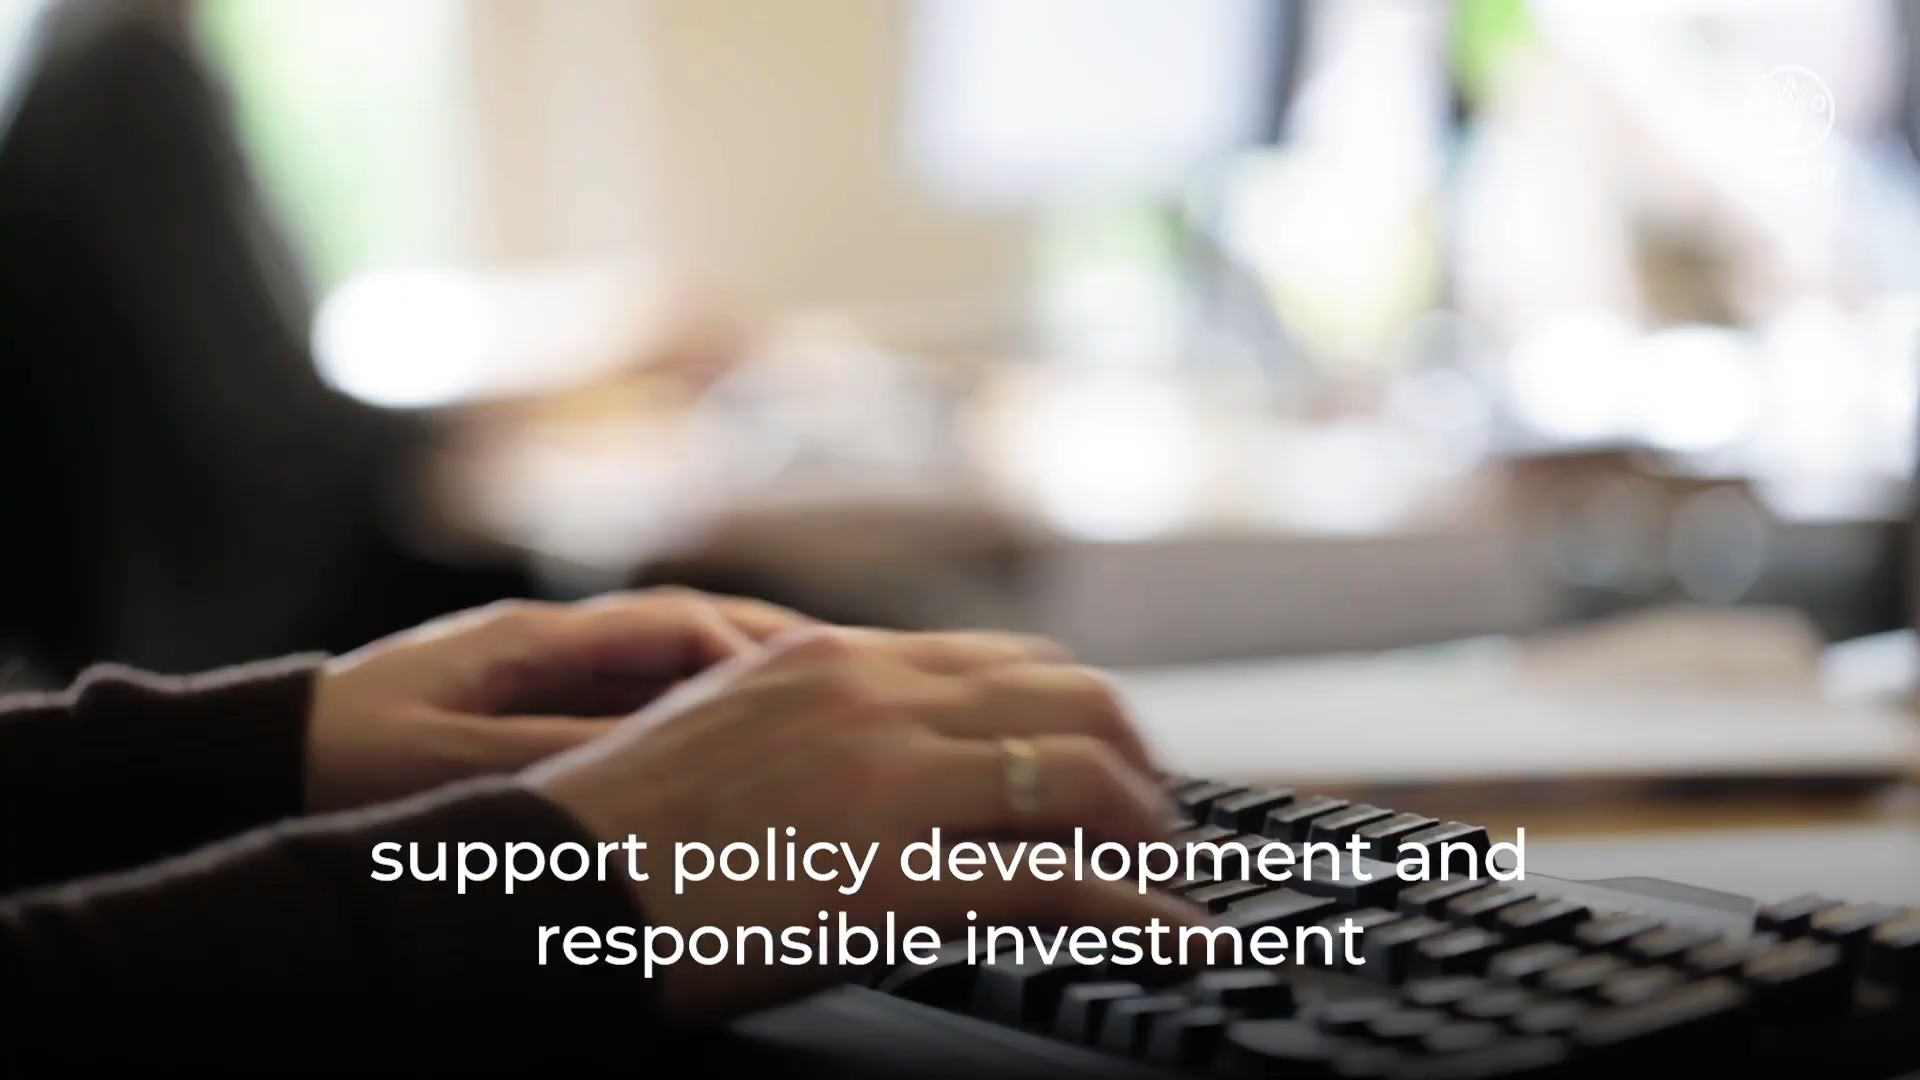 support policy development and
responsible investment